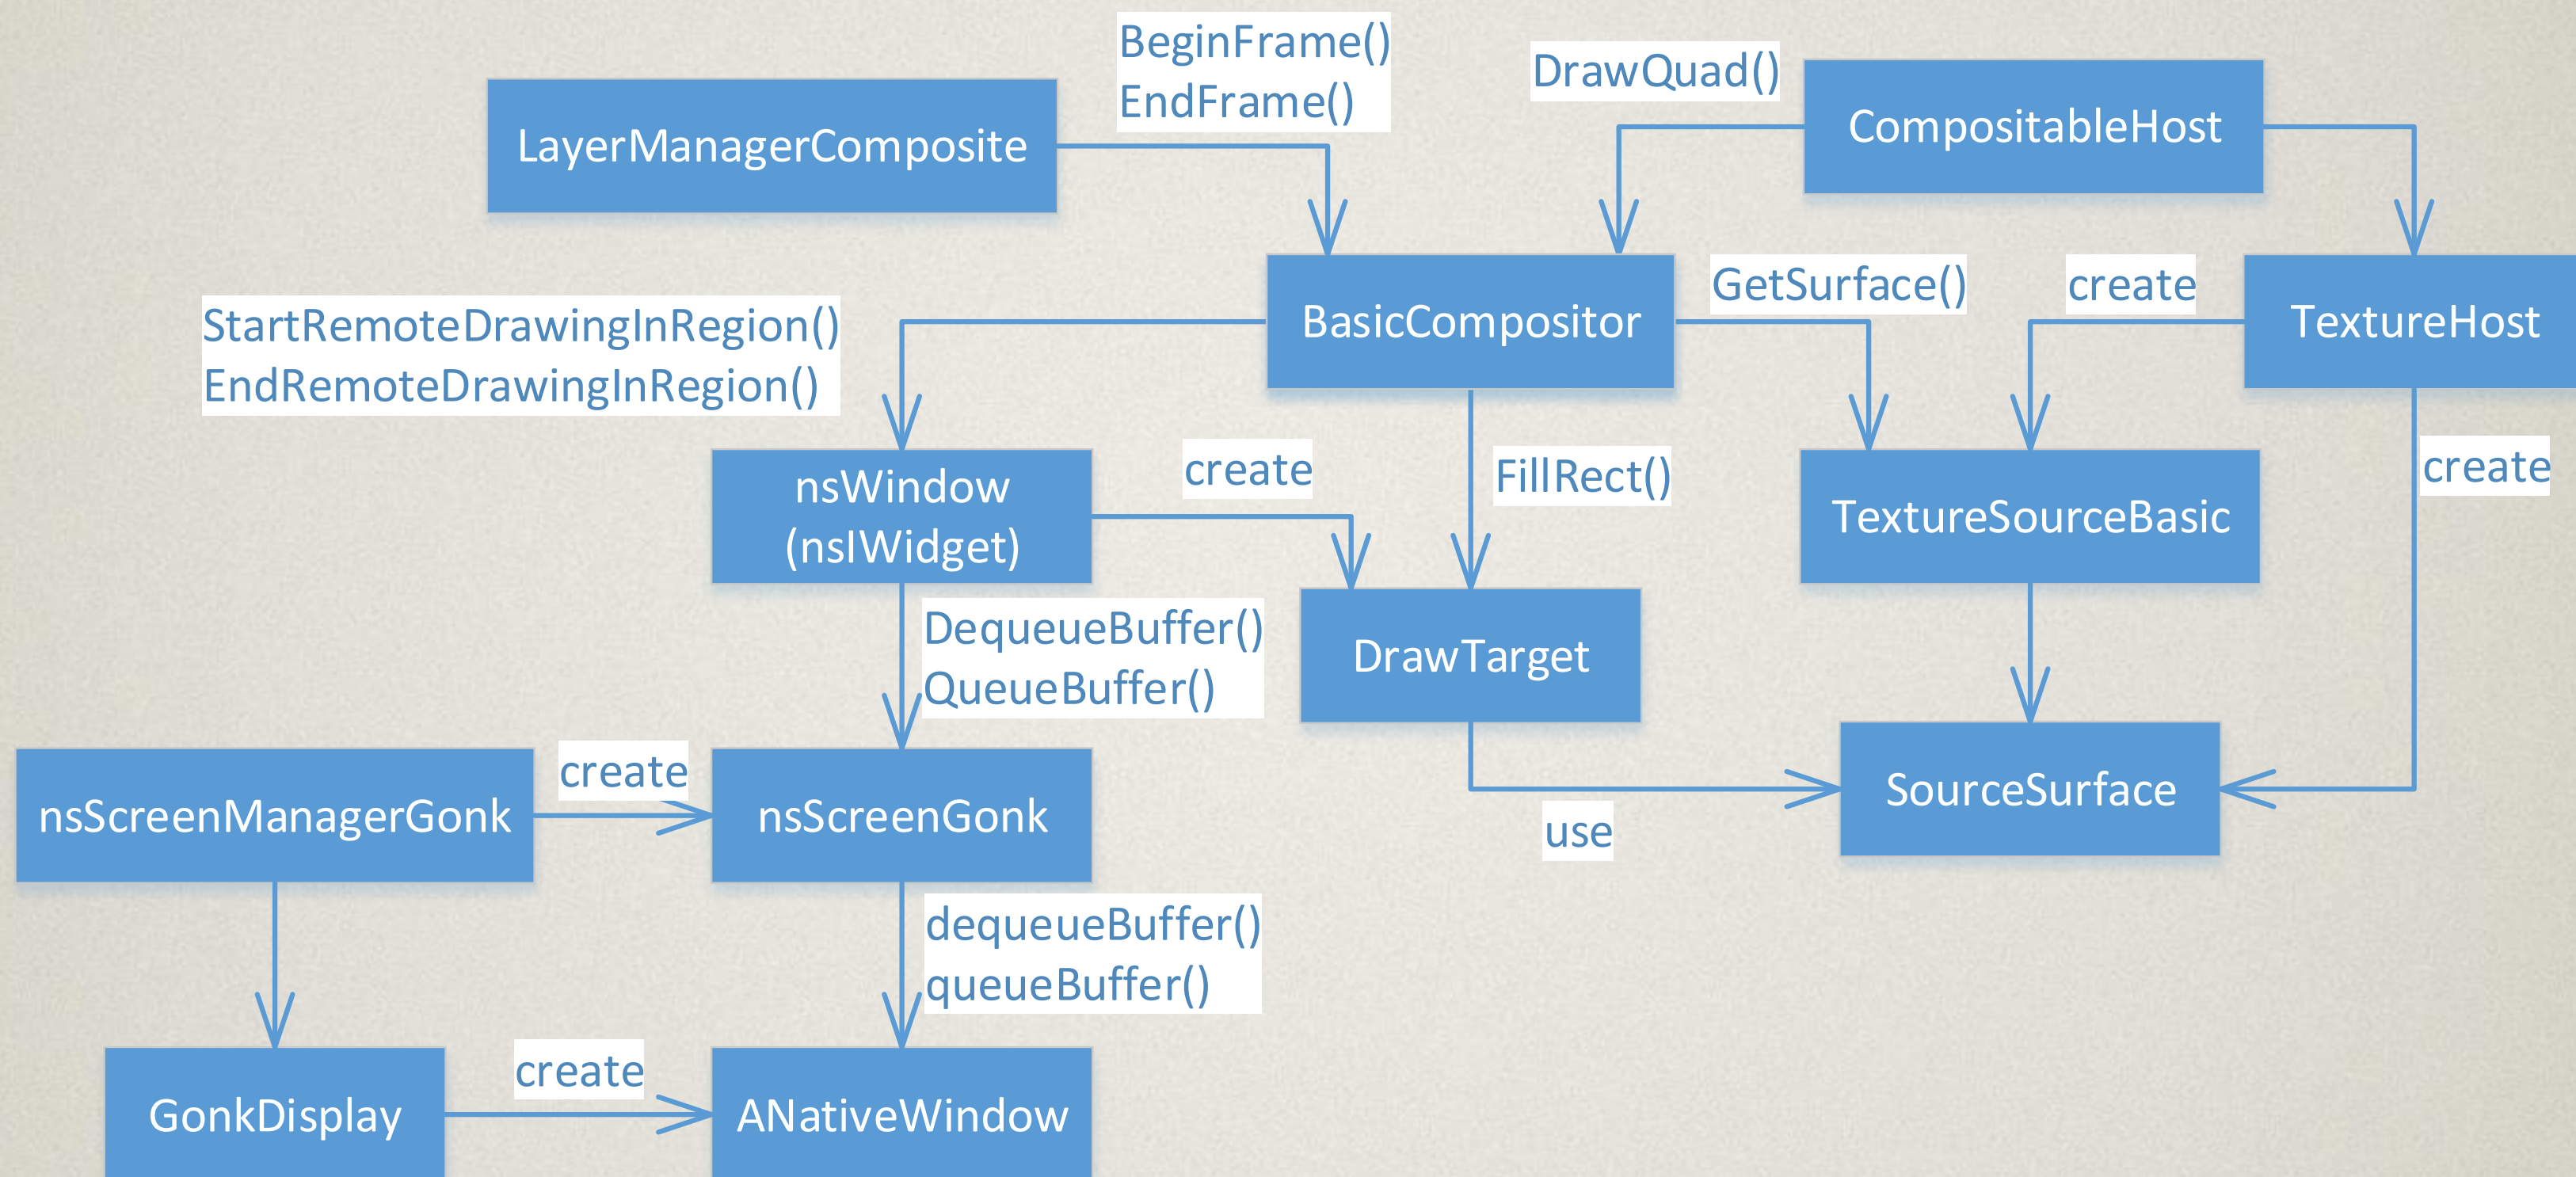 BeginFrame()
EndFrame()
DrawQuad()
LayerManagerComposite
CompositableHost
StartRemoteDrawingInRegion()
EndRemoteDrawingInRegion()
BasicCompositor
GetSurface()
create
TextureHost
nsWindow
(nsIWidget)
create
FillRect()
TextureSourceBasic
create
DequeueBuffer()
QueueBuffer()
DrawTarget
nsScreenManagerGonk
create
nsScreenGonk
use
SourceSurface
dequeueBuffer()
queueBuffer()
GonkDisplay
create
ANativeWindow